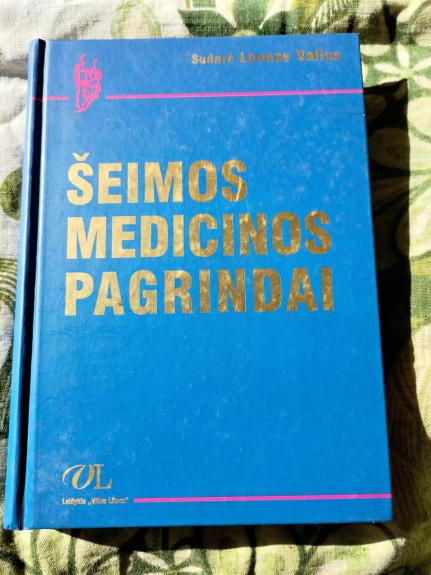 Sudarė Leonas Valius
ŠEIMOS
MEDICINOS
PAGRINDAI
VL
Leidykla „Vitae Litera“